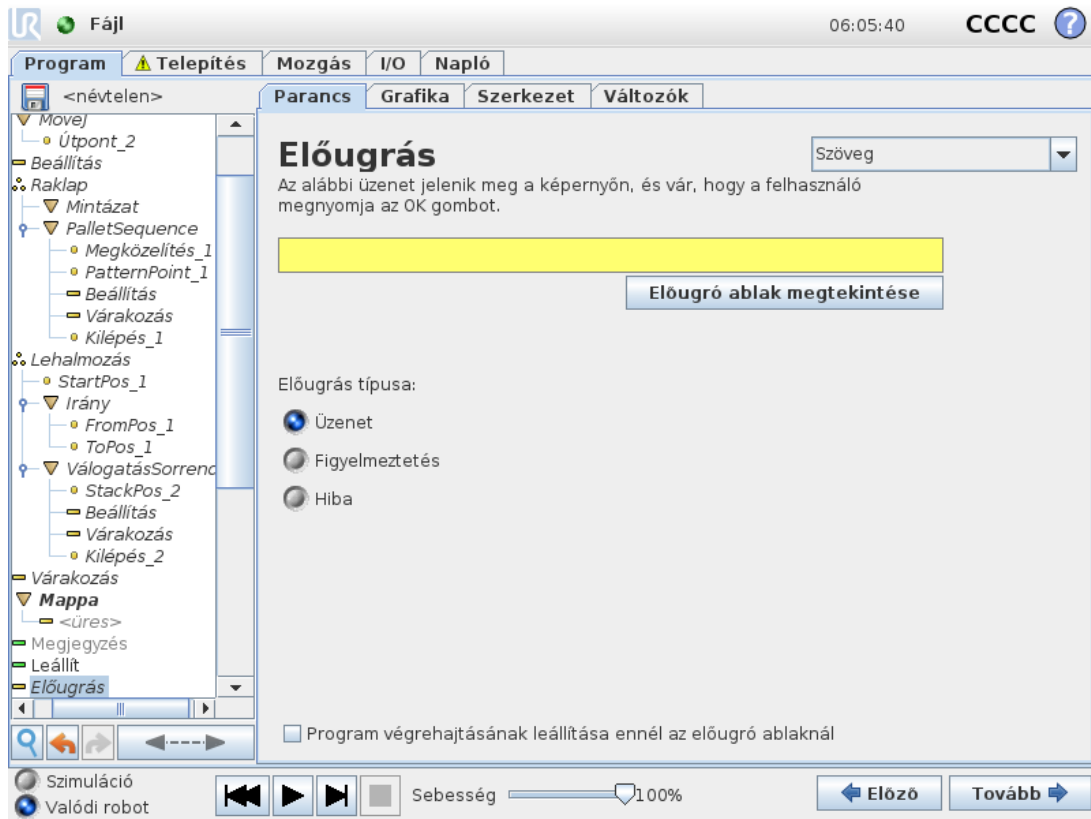 Fájl
06:05:40
CCCC
?
Program
Telepítés
Mozgás
I/O
Napló
<névtelen>
Parancs
Grafika
Szerkezet
Változók
MoveJ
Útpont_2
Beállítás
Raklap
Mintázat
PalletSequence
Megközelítés_1
PatternPoint_1
Beállítás
Várakozás
Kilépés_1
Lehalmozás
StartPos_1
Irány
FromPos_1
ToPos_1
VálogatásSorrend
StackPos_2
Beállítás
Várakozás
Kilépés_2
Várakozás
Mappa
<üres>
Megjegyzés
Leállít
Előugrás
Előugrás
Szöveg
Az alábbi üzenet jelenik meg a képernyőn, és vár, hogy a felhasználó
megnyomja az OK gombot.
Előugró ablak megtekintése
Előugrás típusa:
Üzenet
Figyelmeztetés
Hiba
Program végrehajtásának leállítása ennél az előugró ablaknál
Szimuláció
Valódi robot
Sebesség
100%
Előző
Tovább